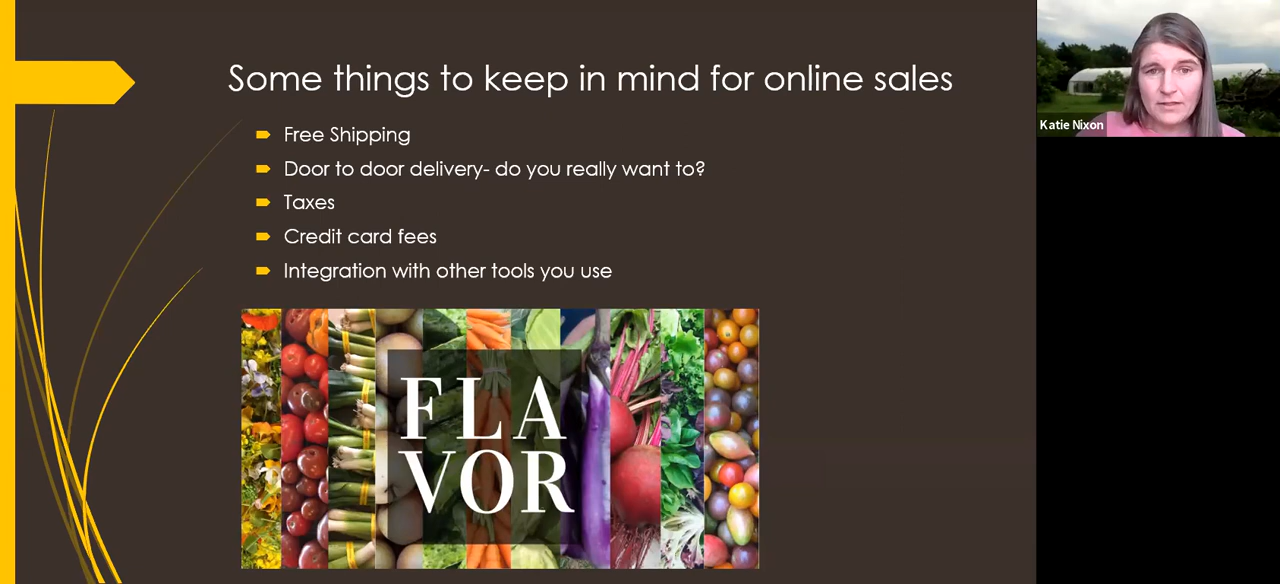 Some things to keep in mind for online sales
Free Shipping
Door to door delivery- do you really want to?
Taxes
Credit card fees
Integration with other tools you use
FLA
VOR
Katie Nixon